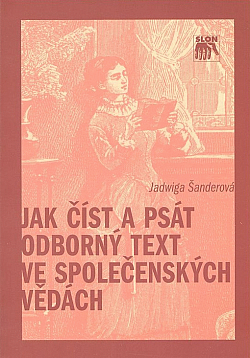 SLON
Jadwiga Šanderová
JAK ČÍST A PSÁT
ODBORNÝ TEXT
VE SPOLEČENSKÝCH
VĚDÁCH